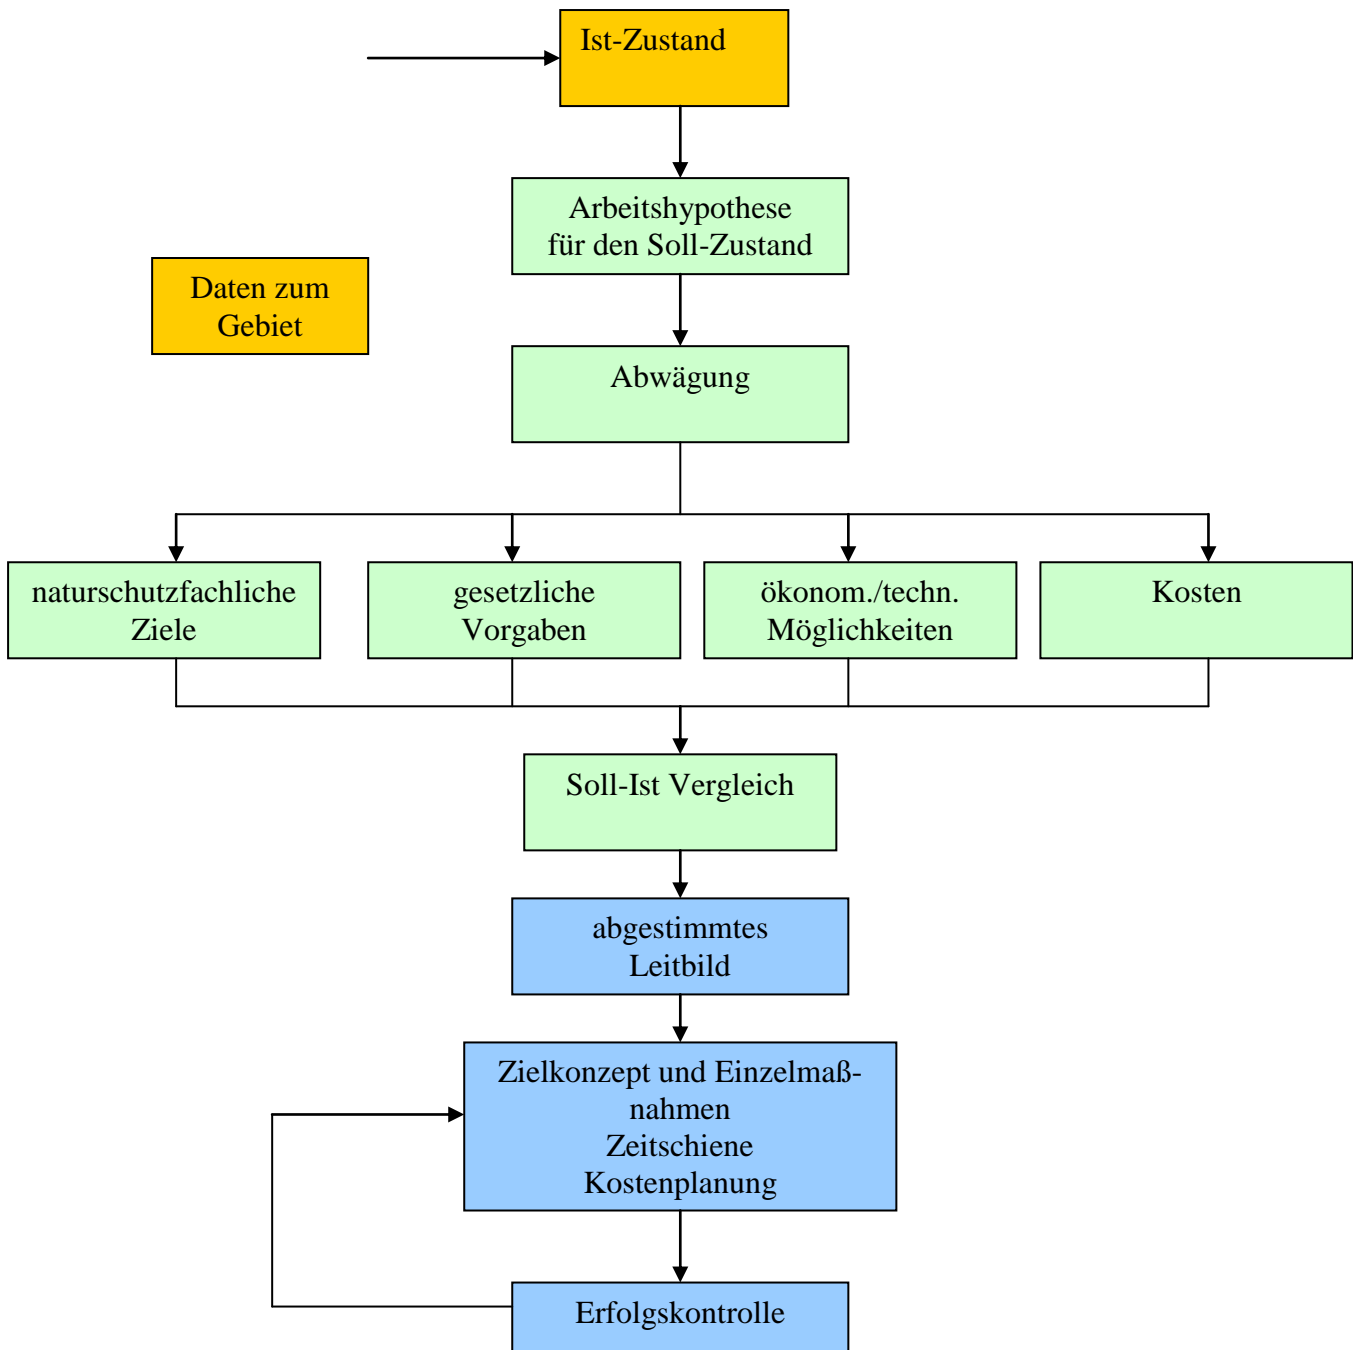 Ist-Zustand
Arbeitshypothese
für den Soll-Zustand
Daten zum
Gebiet
Abwägung
naturschutzfachliche
Ziele
gesetzliche
Vorgaben
ökonom./techn.
Möglichkeiten
Kosten
Soll-Ist Vergleich
abgestimmtes
Leitbild
Zielkonzept und Einzelmaß-
nahmen
Zeitschiene
Kostenplanung
Erfolgskontrolle